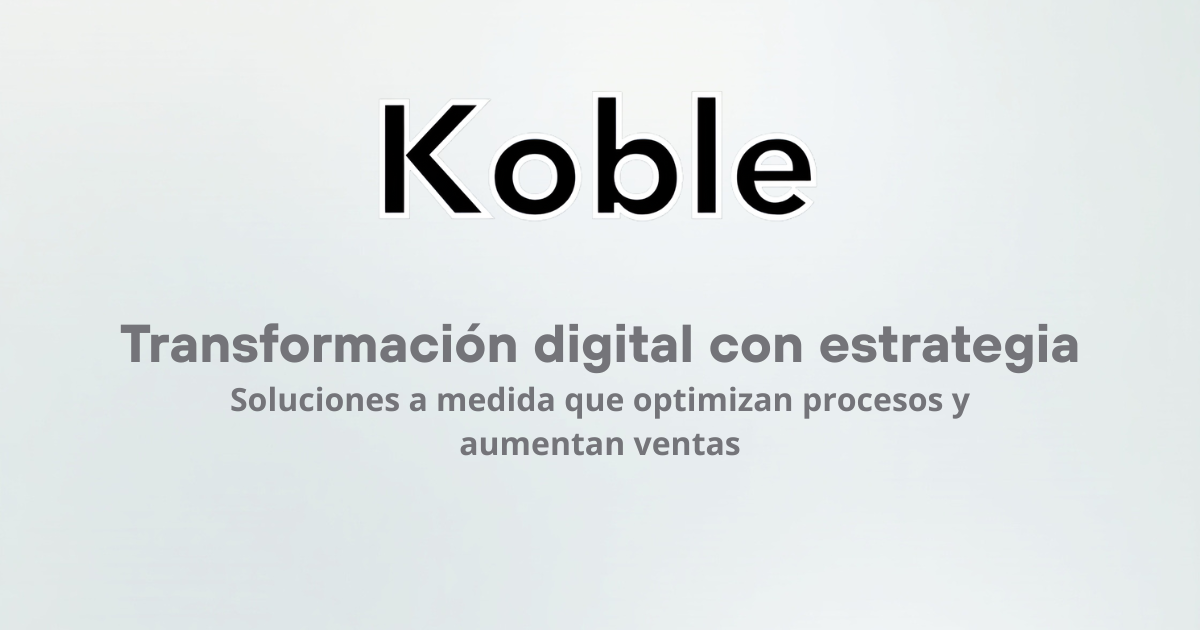 Koble
Transformación digital con estrategia
Soluciones a medida que optimizan procesos y
aumentan ventas